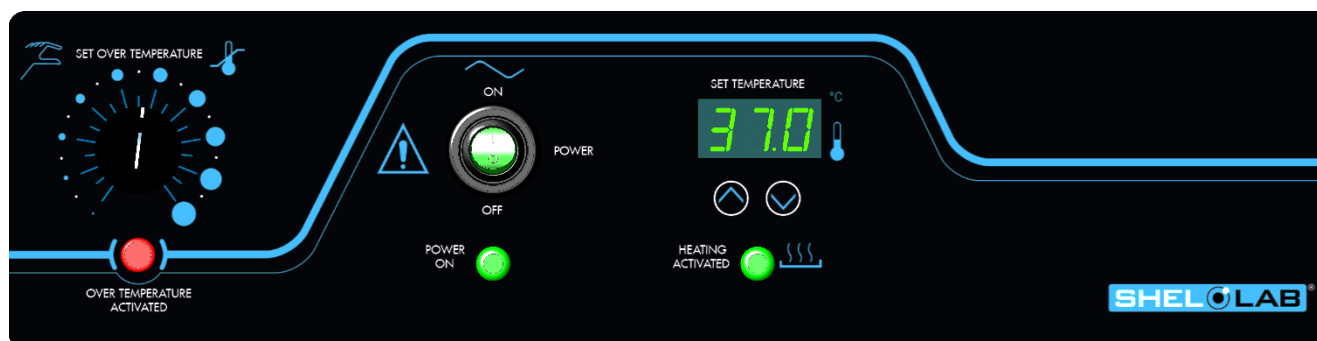 SET OVER TEMPERATURE
OVER TEMPERATURE
ACTIVATED
ON
POWER
OFF
POWER
ON
SET TEMPERATURE
°C
37.0
HEATING
ACTIVATED
SHEL LAB®